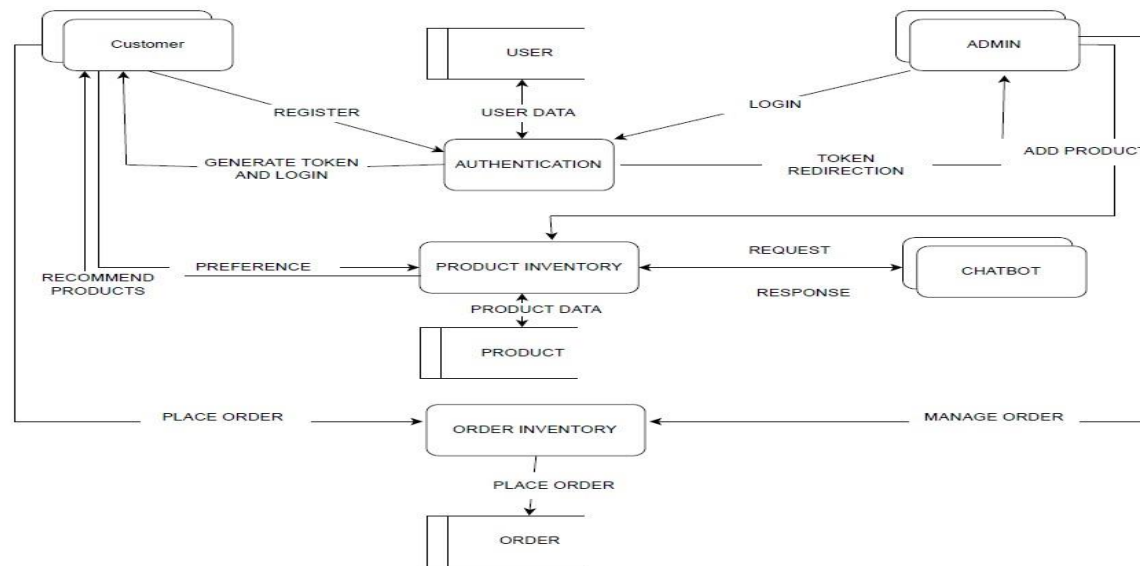 Customer
USER
ADMIN
REGISTER
USER DATA
LOGIN
GENERATE TOKEN
AND LOGIN
AUTHENTICATION
TOKEN
REDIRECTION
ADD PRODUCT
RECOMMEND
PRODUCTS
PREFERENCE
PRODUCT INVENTORY
REQUEST
RESPONSE
CHATBOT
PRODUCT DATA
PRODUCT
PLACE ORDER
ORDER INVENTORY
MANAGE ORDER
PLACE ORDER
ORDER